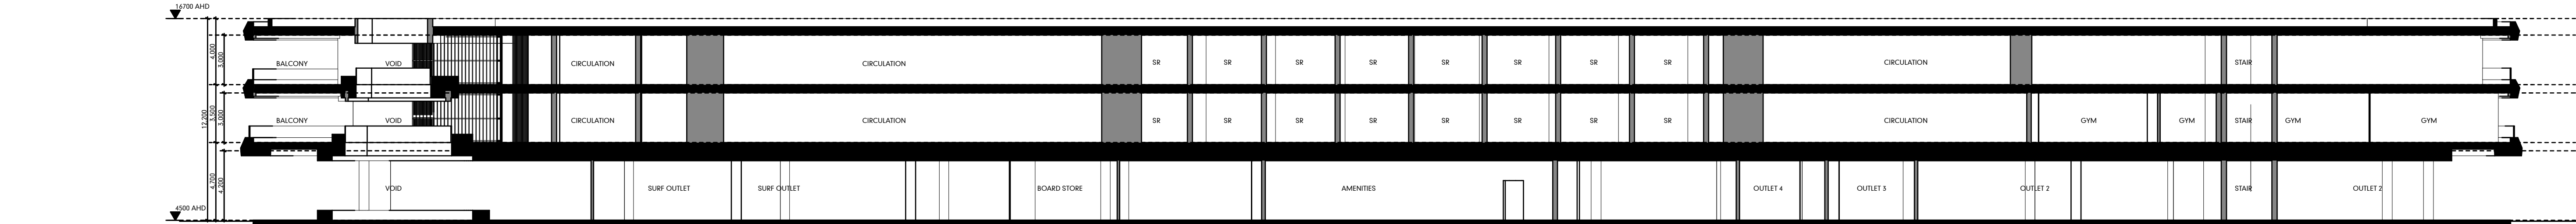 16700 AHD
4,000
3,000
BALCONY VOID CIRCULATION CIRCULATION SR SR SR SR SR SR SR SR CIRCULATION STAIR
12,200
3,500
3,000
BALCONY VOID CIRCULATION CIRCULATION SR SR SR SR SR SR SR SR CIRCULATION GYM GYM STAIR GYM GYM
4,700
4,200
VOID SURF OUTLET SURF OUTLET BOARD STORE AMENITIES OUTLET 4 OUTLET 3 OUTLET 2 STAIR OUTLET 2
4500 AHD